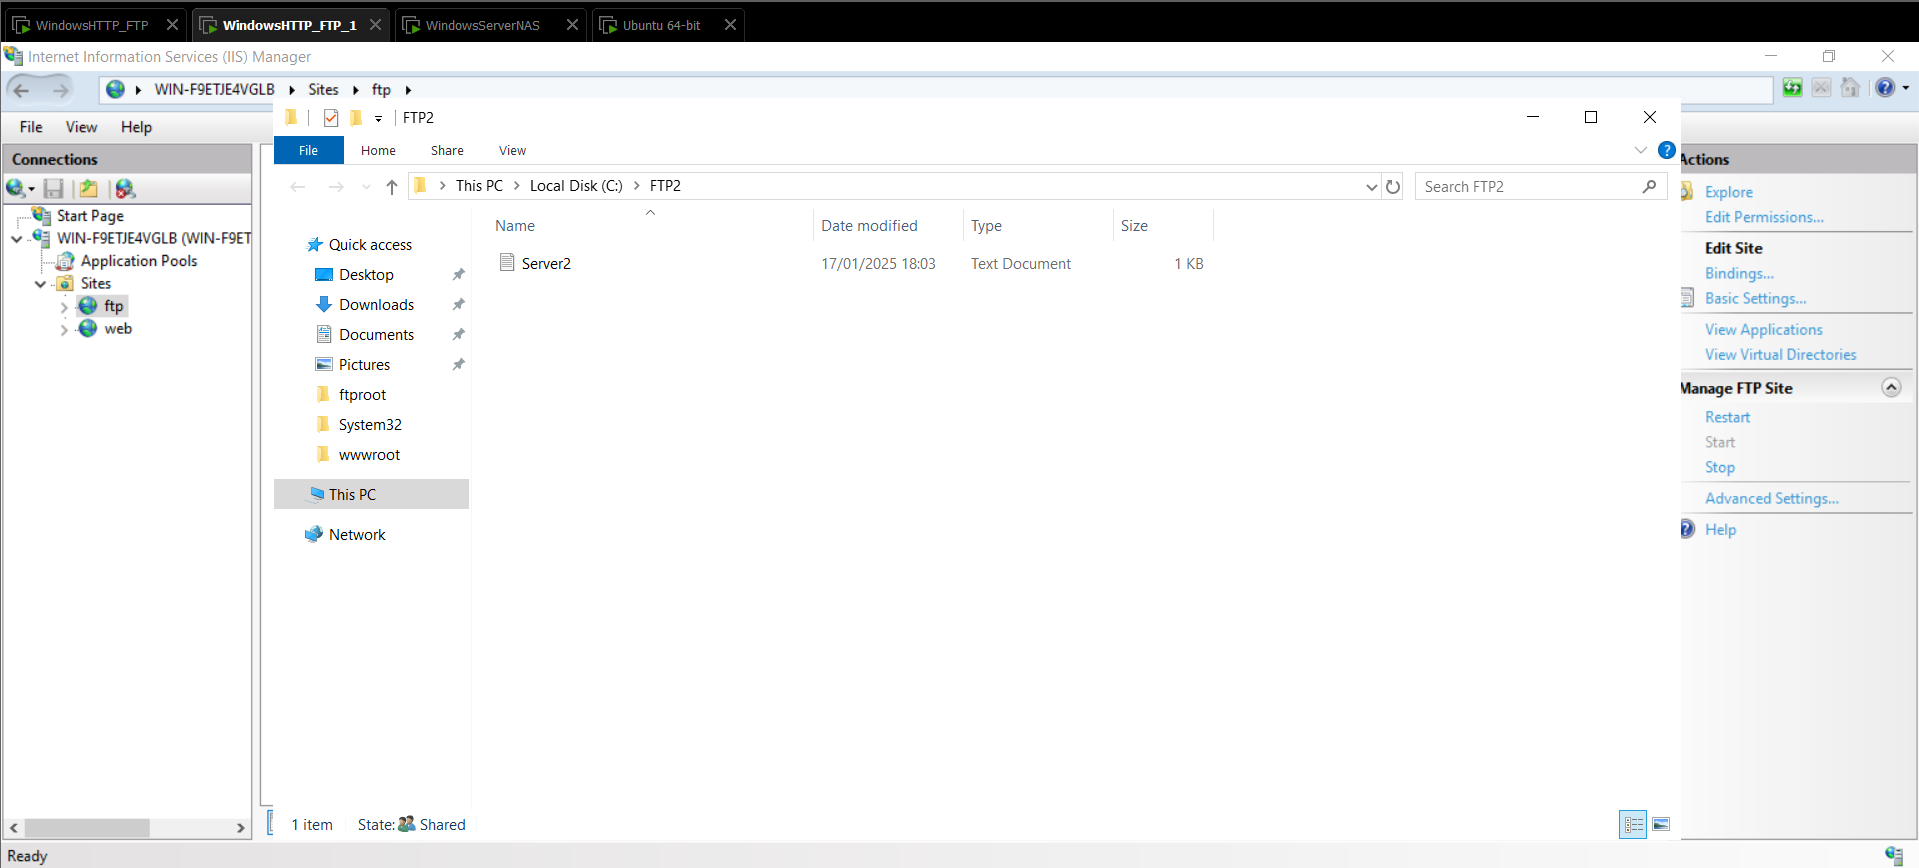 WindowsHTTP_FTP
WindowsHTTP_FTP_1
WindowsServerNAS
Ubuntu 64-bit
Internet Information Services (IIS) Manager
WIN-F9ETJE4VGLB
Sites
ftp
File
View
Help
FTP2
File
Home
Share
View
This PC
Local Disk (C:)
FTP2
Search FTP2
Connections
Start Page
WIN-F9ETJE4VGLB (WIN-F9ET
Application Pools
Sites
ftp
web
Quick access
Desktop
Downloads
Documents
Pictures
ftproot
System32
wwwroot
This PC
Network
Name
Date modified
Type
Size
Server2
17/01/2025 18:03
Text Document
1 KB
1 item
State:
Shared
Actions
Explore
Edit Permissions...
Edit Site
Bindings...
Basic Settings...
View Applications
View Virtual Directories
Manage FTP Site
Restart
Start
Stop
Advanced Settings...
Help
Ready